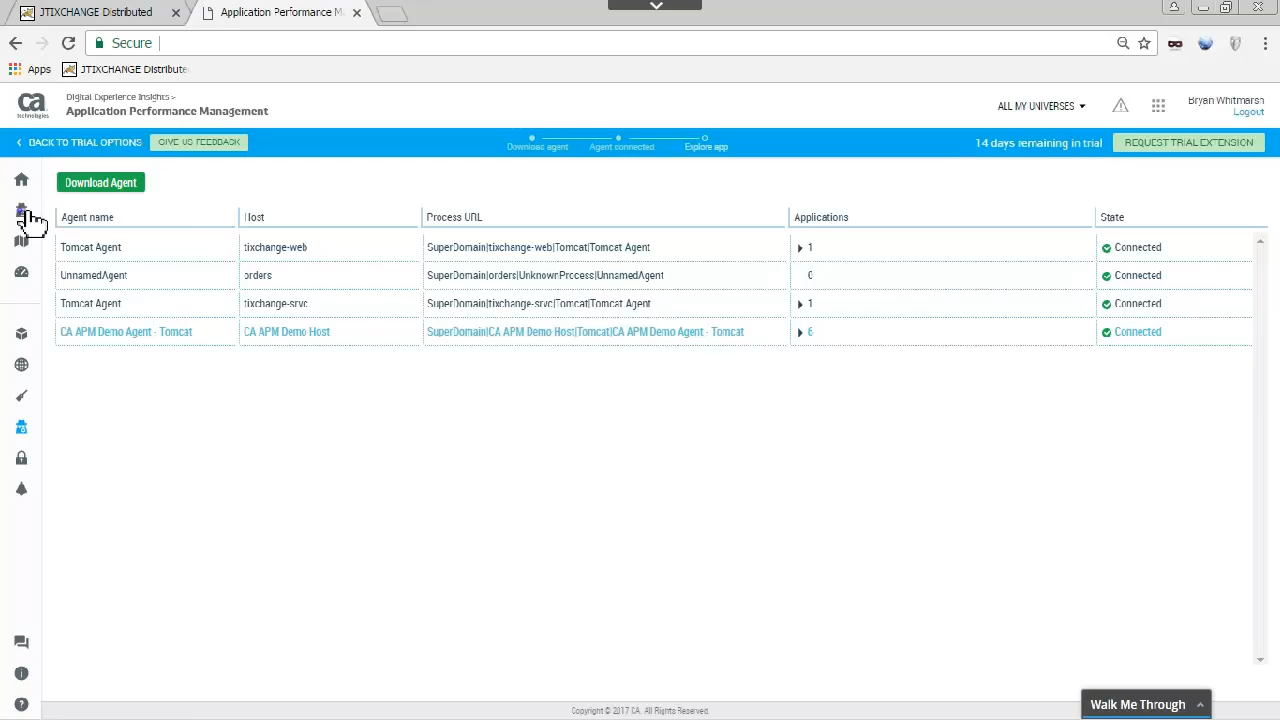 JTIXCHANGE Distributed
Application Performance Ma
Secure
Apps
JTIXCHANGE Distribute
ca
technologies
Digital Experience Insights >
Application Performance Management
ALL MY UNIVERSES
Bryan Whitmarsh
Logout
BACK TO TRIAL OPTIONS
GIVE US FEEDBACK
Download agent
Agent connected
Explore app
14 days remaining in trial
REQUEST TRIAL EXTENSION
Download Agent
Agent name Host Process URL Applications State
Tomcat Agent tixchange-web SuperDomain|tixchange-web|Tomcat|Tomcat Agent 1 Connected
UnnamedAgent orders SuperDomain|orders|UnknownProcess|UnnamedAgent 0 Connected
Tomcat Agent tixchange-srvc SuperDomain|tixchange-srvc|Tomcat|Tomcat Agent 1 Connected
CA APM Demo Agent - Tomcat CA APM Demo Host SuperDomain|CA APM Demo Host|Tomcat|CA APM Demo Agent - Tomcat 6 Connected
Walk Me Through
Copyright © 2017 CA. All Rights Reserved.